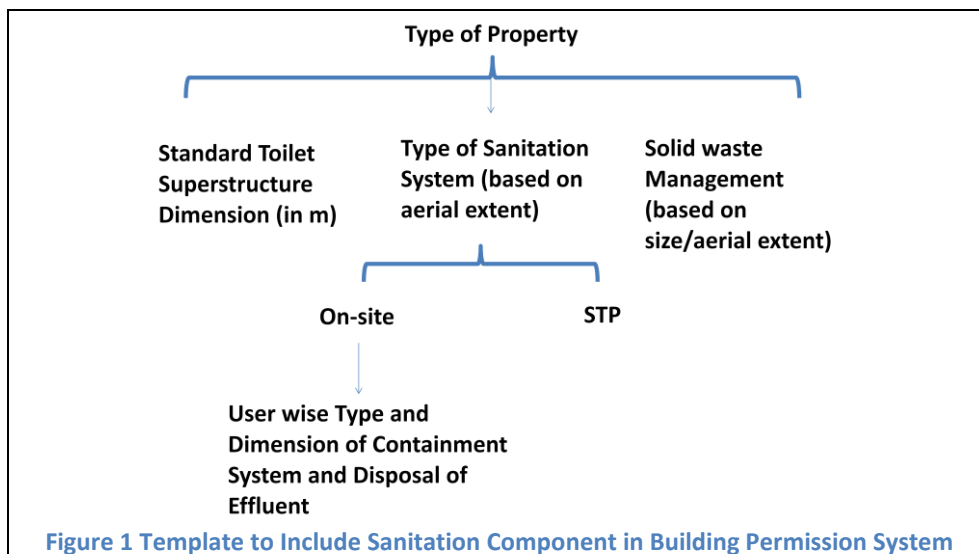 Type of Property
Standard Toilet
Superstructure
Dimension (in m)
Type of Sanitation
System (based on
aerial extent)
Solid waste
Management
(based on
size/aerial extent)
On-site
STP
User wise Type and
Dimension of Containment
System and Disposal of
Effluent
Figure 1 Template to Include Sanitation Component in Building Permission System